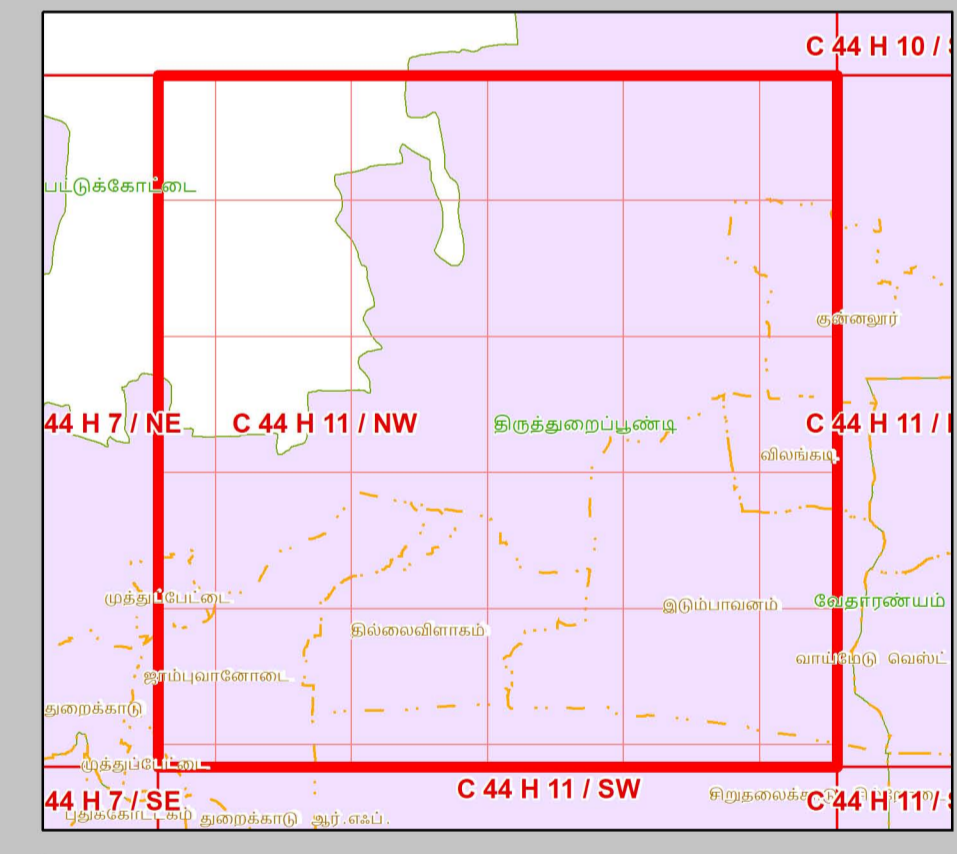 C 44 H 10 /
பட்டுக்கோட்டை
குன்னலூர்
44 H 7 / NE
C 44 H 11 / NW
திருத்துறைப்பூண்டி
C 44 H 11 /
விலங்கடி
முத்துப்பேட்டை
தில்லைவிளாகம்
இடும்பாவனம்
வேதாரண்யம்
வாய்மேடு வெஸ்ட்
ஜாம்புவானோடை
துறைக்காடு
முத்துப்பேட்டை
44 H 7 / SE
C 44 H 11 / SW
C 44 H 11 /
புதுக்கோட்டகம்
துறைக்காடு ஆர்.எஃப்.